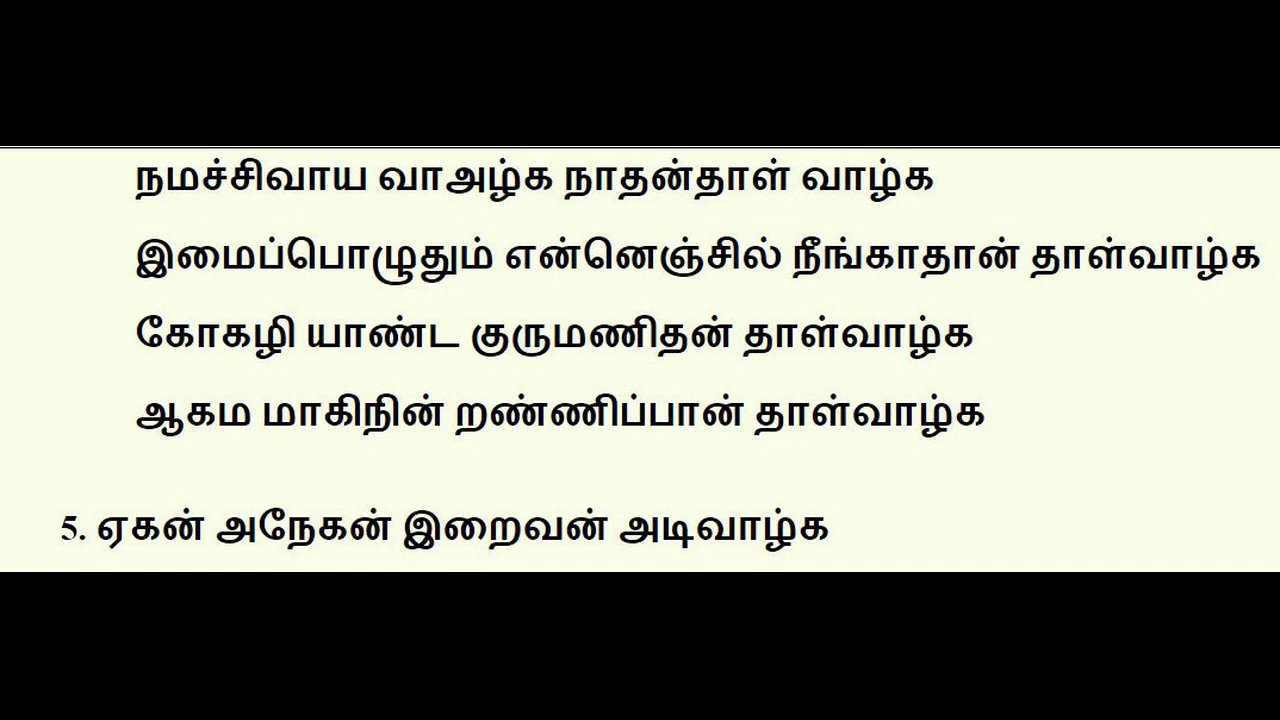 நமச்சிவாய வாஅழ்க நாதன்தாள் வாழ்க
இமைப்பொழுதும் என்னெஞ்சில் நீங்காதான் தாள்வாழ்க
கோகழி யாண்ட குருமணிதன் தாள்வாழ்க
ஆகம மாகிநின் றண்ணிப்பான் தாள்வாழ்க
5. ஏகன் அநேகன் இறைவன் அடிவாழ்க